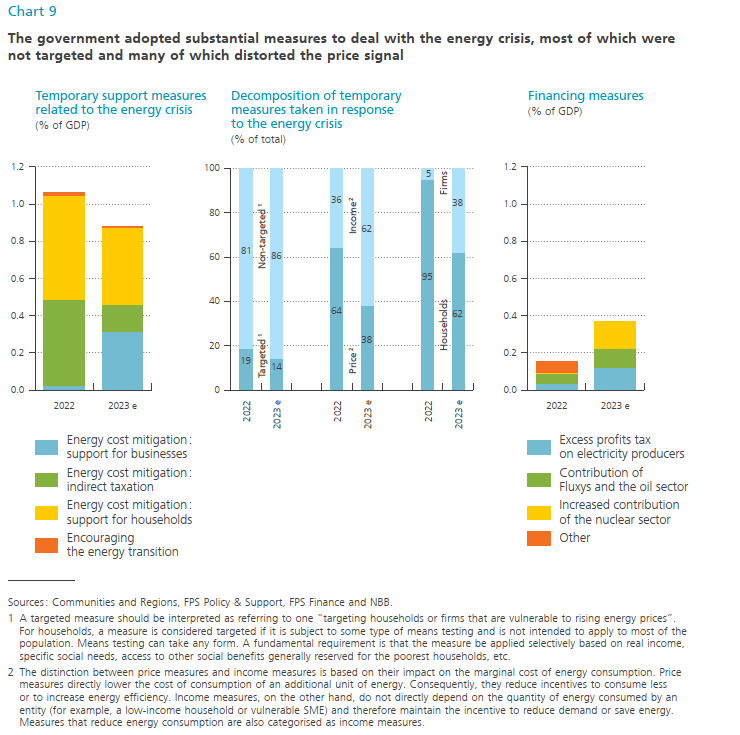 Chart 9
The government adopted substantial measures to deal with the energy crisis, most of which were
not targeted and many of which distorted the price signal
Temporary support measures
related to the energy crisis
(% of GDP)
1.2
1.0
0.8
0.6
0.4
0.2
0.0
2022
2023 e
Energy cost mitigation:
support for businesses
Energy cost mitigation:
indirect taxation
Energy cost mitigation:
support for households
Encouraging
the energy transition
Decomposition of temporary
measures taken in response
to the energy crisis
(% of total)
100
80
60
40
20
0
81
19
Non-targeted ¹
Targeted ¹
86
14
36
64
Income²
Price ²
62
38
5
95
Firms
Households
38
62
2022
2023 e
2022
2023 e
2022
2023 e
Financing measures
(% of GDP)
1.2
1.0
0.8
0.6
0.4
0.2
0.0
2022
2023 e
Excess profits tax
on electricity producers
Contribution of
Fluxys and the oil sector
Increased contribution
of the nuclear sector
Other
Sources: Communities and Regions, FPS Policy & Support, FPS Finance and NBB.
1 A targeted measure should be interpreted as referring to one “targeting households or firms that are vulnerable to rising energy prices”.
For households, a measure is considered targeted if it is subject to some type of means testing and is not intended to apply to most of the
population. Means testing can take any form. A fundamental requirement is that the measure be applied selectively based on real income,
specific social needs, access to other social benefits generally reserved for the poorest households, etc.
2 The distinction between price measures and income measures is based on their impact on the marginal cost of energy consumption. Price
measures directly lower the cost of consumption of an additional unit of energy. Consequently, they reduce incentives to consume less
or to increase energy efficiency. Income measures, on the other hand, do not directly depend on the quantity of energy consumed by an
entity (for example, a low-income household or vulnerable SME) and therefore maintain the incentive to reduce demand or save energy.
Measures that reduce energy consumption are also categorised as income measures.